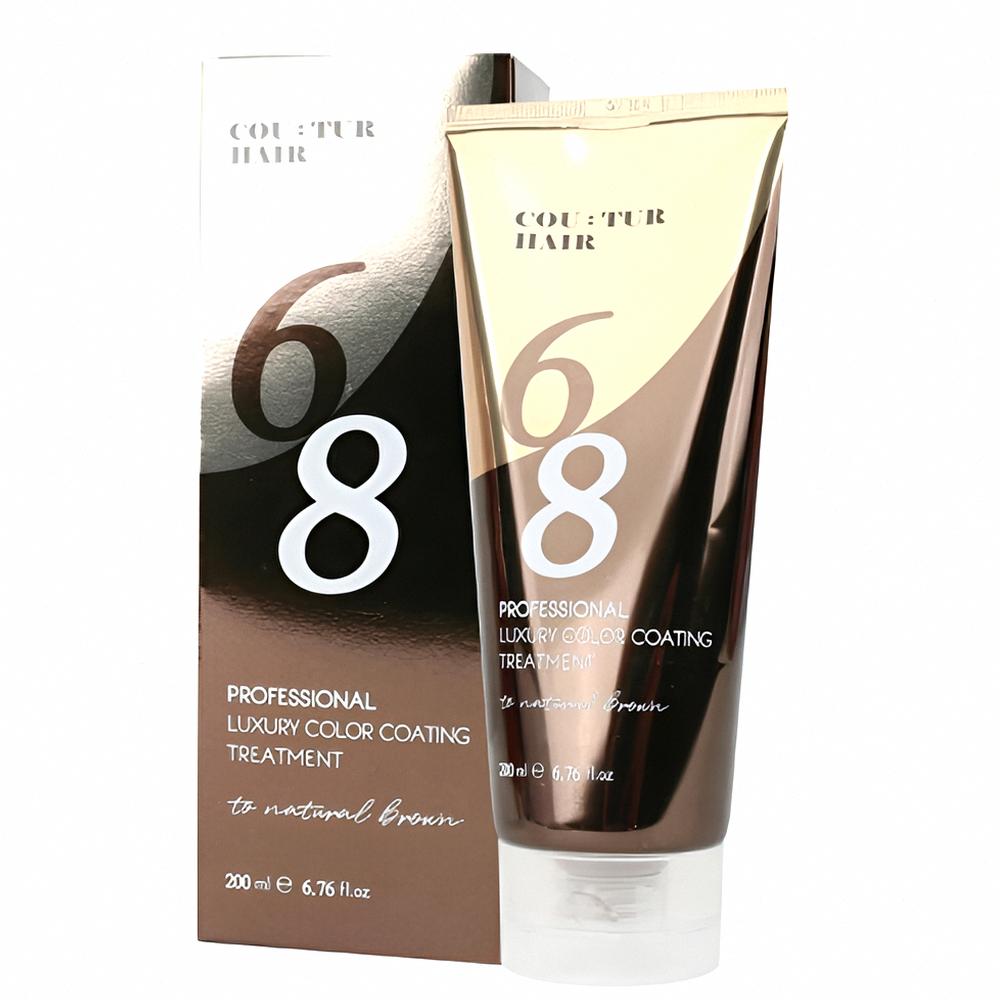 COU:TUR
HAIR
6
8
PROFESSIONAL
LUXURY COLOR COATING
TREATMENT
to natural Brown
200 ml e 6.76 fl.oz
COU:TUR
HAIR
6
8
PROFESSIONAL
LUXURY COLOR COATING
TREATMENT
to natural Brown
200 ml e 6.76 fl.oz